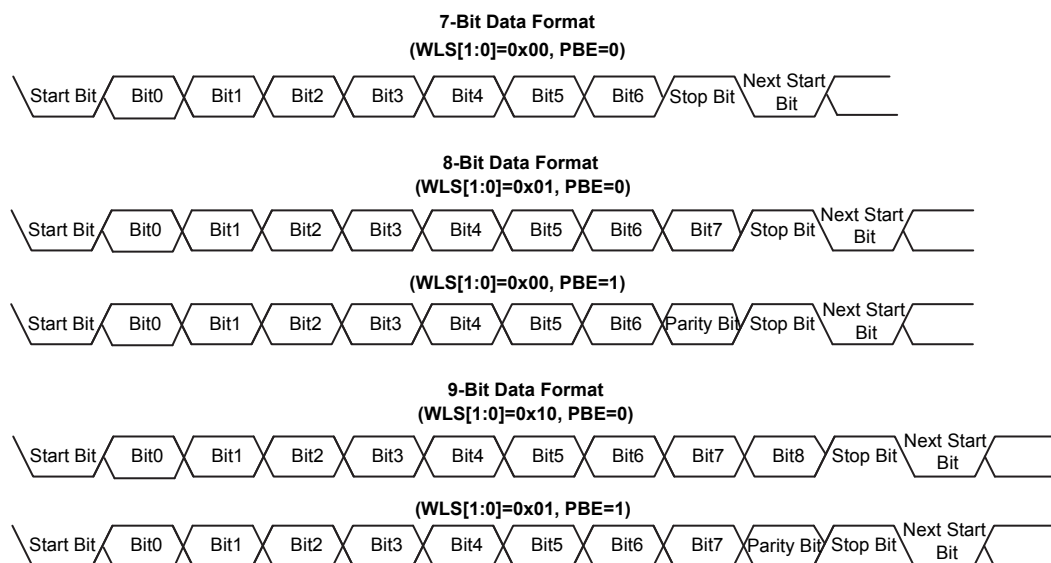 7-Bit Data Format
(WLS[1:0]=0x00, PBE=0)
Start Bit Bit0 Bit1 Bit2 Bit3 Bit4 Bit5 Bit6 Stop Bit Next Start Bit
8-Bit Data Format
(WLS[1:0]=0x01, PBE=0)
Start Bit Bit0 Bit1 Bit2 Bit3 Bit4 Bit5 Bit6 Bit7 Stop Bit Next Start Bit
(WLS[1:0]=0x00, PBE=1)
Start Bit Bit0 Bit1 Bit2 Bit3 Bit4 Bit5 Bit6 Parity Bit Stop Bit Next Start Bit
9-Bit Data Format
(WLS[1:0]=0x10, PBE=0)
Start Bit Bit0 Bit1 Bit2 Bit3 Bit4 Bit5 Bit6 Bit7 Bit8 Stop Bit Next Start Bit
(WLS[1:0]=0x01, PBE=1)
Start Bit Bit0 Bit1 Bit2 Bit3 Bit4 Bit5 Bit6 Bit7 Parity Bit Stop Bit Next Start Bit